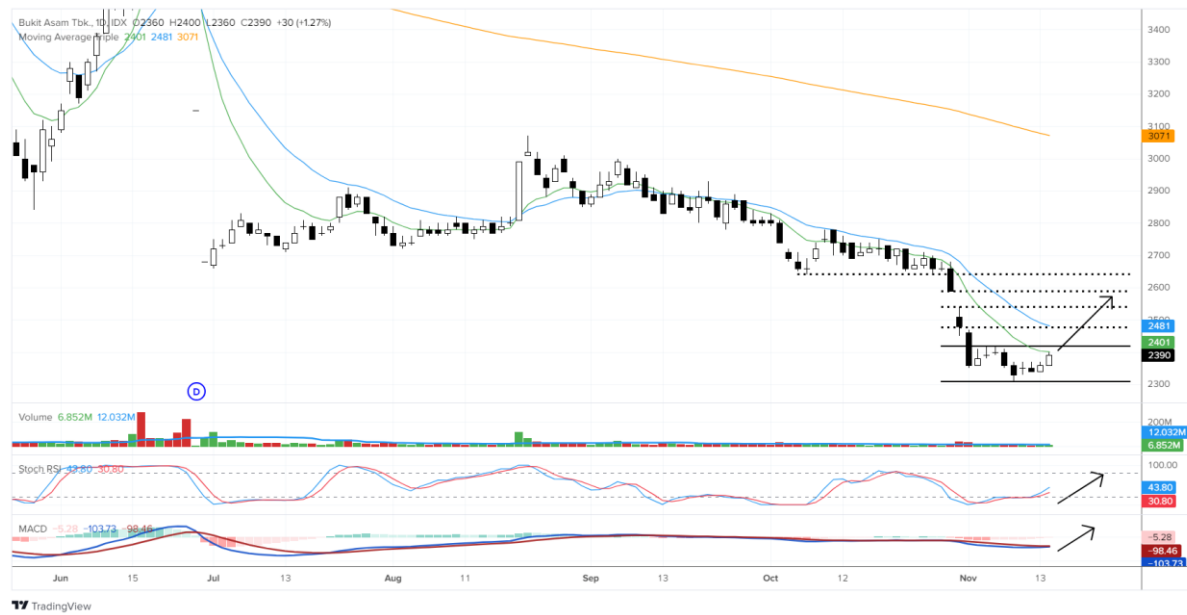 Bukit Asam Tbk., 1D, IDX O2360 H2400 L2360 C2390 +30 (+1.27%)
Moving Average Triple 2401 2481 3071
3400
3300
3200
3100
3071
3000
2900
2800
2700
2600
2500
2481
2401
2390
2300
D
Volume 6.852M 12.032M
200M
12.032M
6.852M
Stoch RSI 43.80 30.80
100.00
43.80
30.80
MACD -5.28 -103.73 -98.46
-5.28
-98.46
-103.73
Jun 15 Jul 13 Aug 11 Sep 13 Oct 12 Nov 13
TradingView